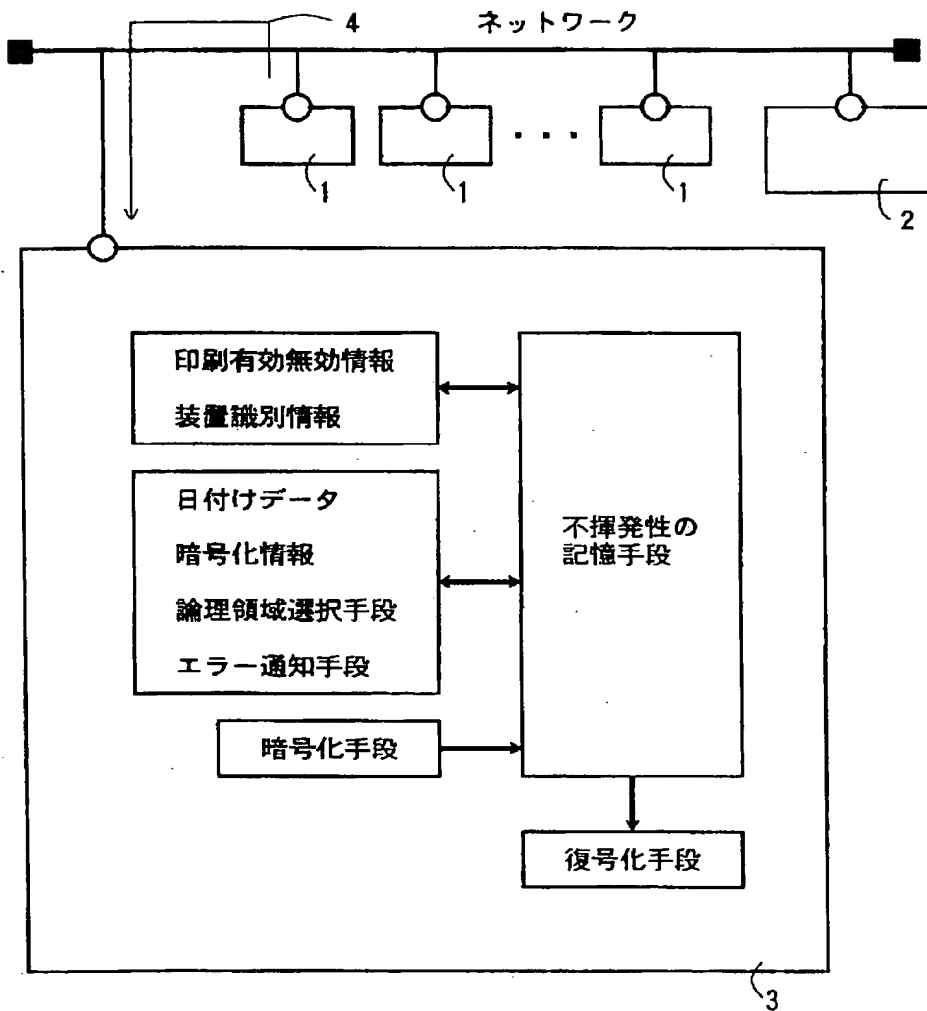 4 ネットワーク
1 1 ・・・ 1
2
印刷有効無効情報
装置識別情報
日付けデータ
暗号化情報
論理領域選択手段
エラー通知手段
暗号化手段
不揮発性の
記憶手段
復号化手段
3